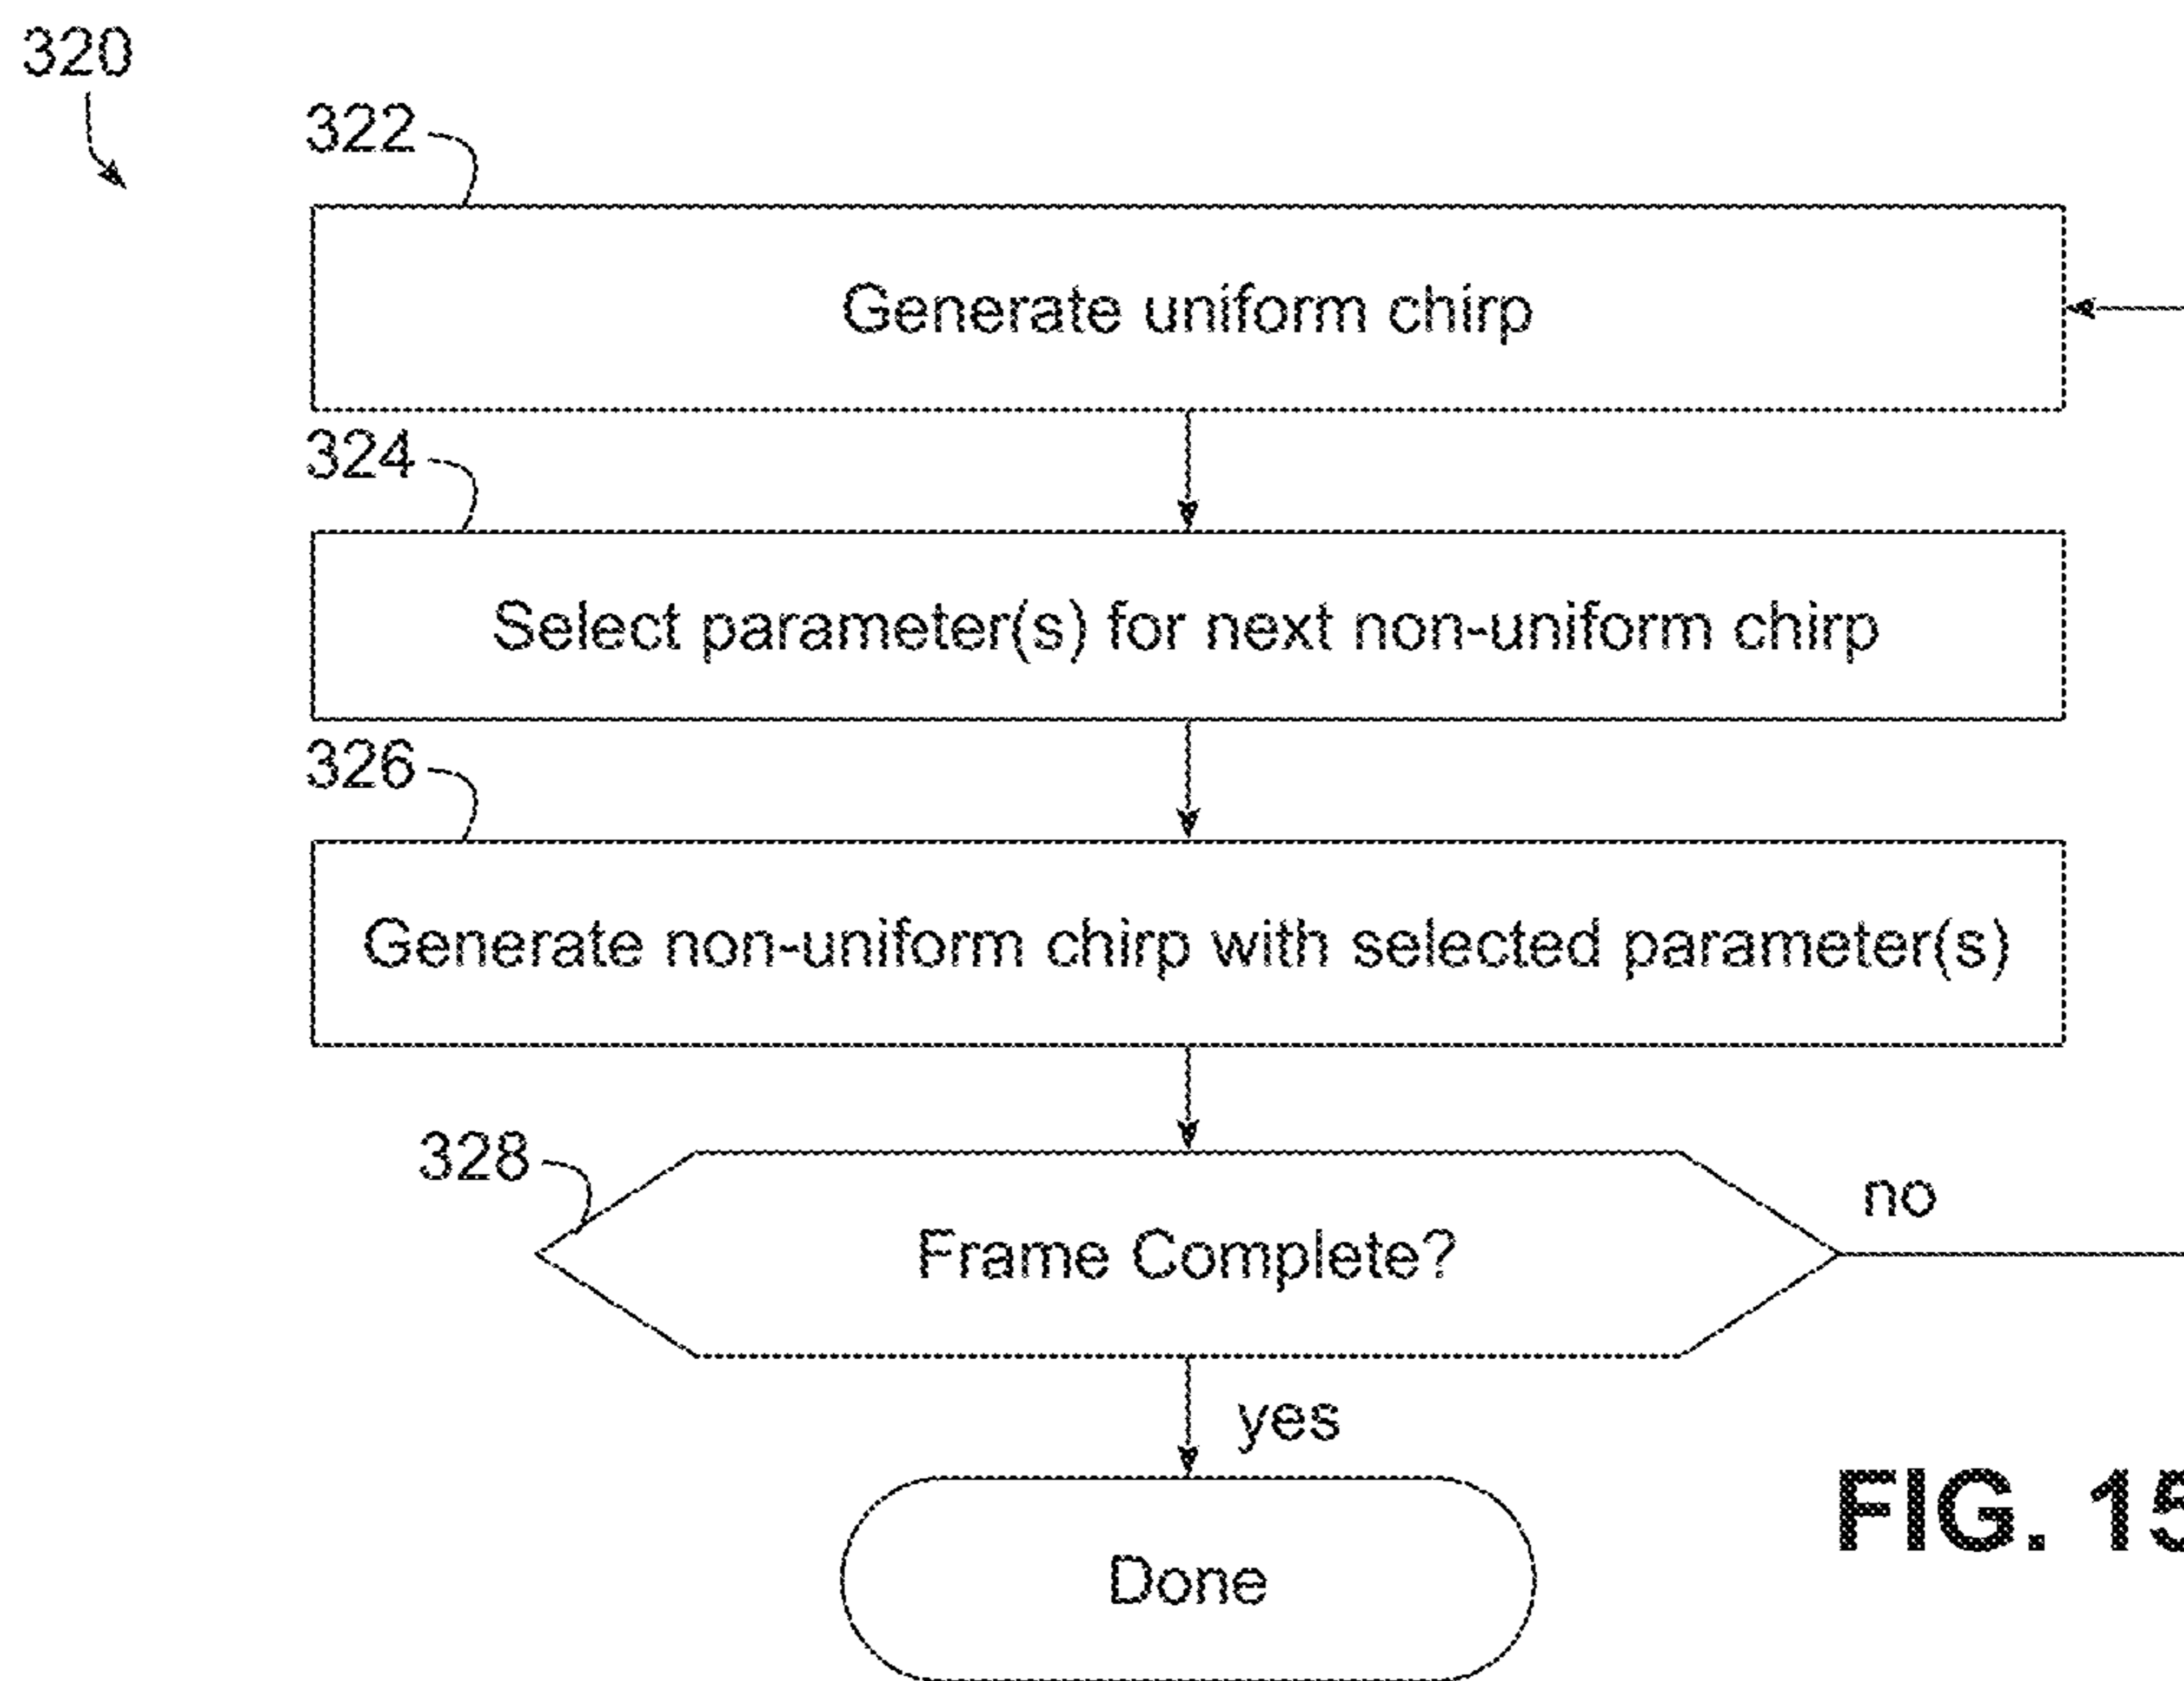 320
322
Generate uniform chirp
324
Select parameter(s) for next non-uniform chirp
326
Generate non-uniform chirp with selected parameter(s)
328
Frame Complete?
no
yes
Done
FIG. 15